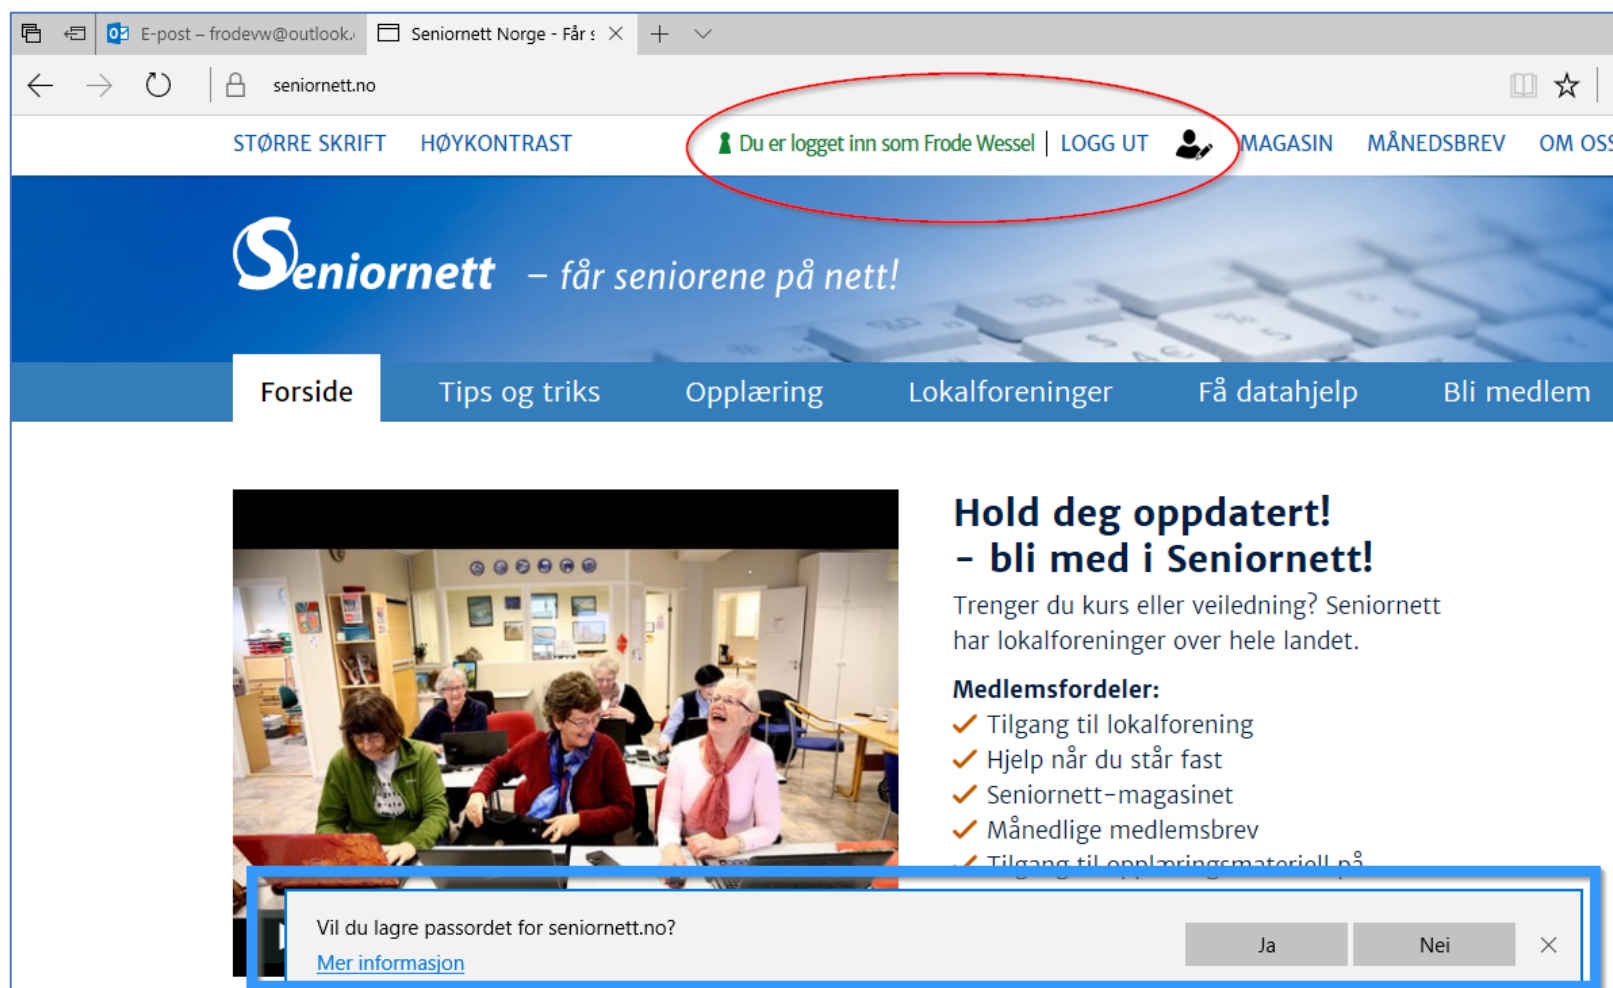 E-post – frodevw@outlook.
Seniornett Norge - Får s
seniornett.no
STØRRE SKRIFT HØYKONTRAST Du er logget inn som Frode Wessel | LOGG UT MAGASIN MÅNEDSBREV OM OSS
Seniornett – får seniorene på nett!
Forside Tips og triks Opplæring Lokalforeninger Få datahjelp Bli medlem
Hold deg oppdatert!
– bli med i Seniornett!
Trenger du kurs eller veiledning? Seniornett
har lokalforeninger over hele landet.
Medlemsfordeler:
Tilgang til lokalforening
Hjelp når du står fast
Seniornett-magasinet
Månedlige medlemsbrev
Tilgang til opplæringsmateriell på
Vil du lagre passordet for seniornett.no?
Mer informasjon
Ja Nei